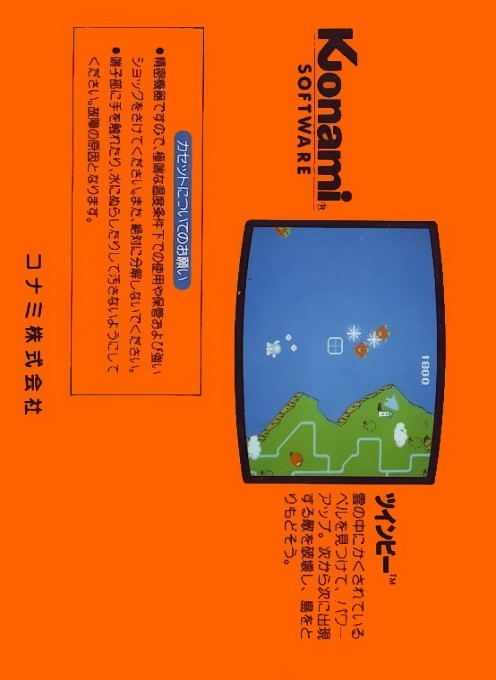 Konami®
SOFTWARE
1800
ツインビー™
雲の中にかくされている
ベルを見つけて、パワー
アップ。次から次に出現
する敵を破壊し、島をと
りもどそう。
カセットについてのお願い
●精密機器ですので、極端な温度条件下での使用や保管および強い
ショックをさけてください。また、絶対に分解しないでください。
●端子部に手を触れたり、水にぬらしたりして汚さないようにして
ください。故障の原因となります。
コナミ株式会社